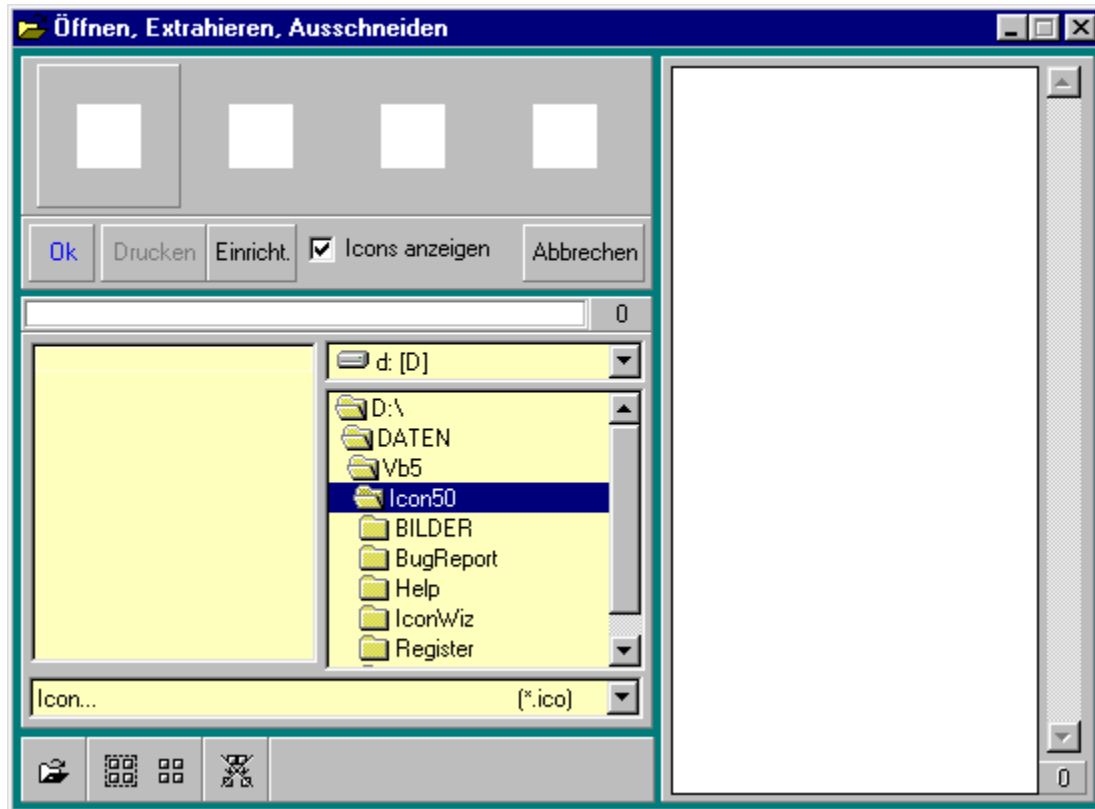 Öffnen, Extrahieren, Ausschneiden
Ok
Drucken
Einricht.
Icons anzeigen
Abbrechen
0
d: [D]
D:\
DATEN
Vb5
Icon50
BILDER
BugReport
Help
IconWiz
Register
Icon... (*.ico)
0